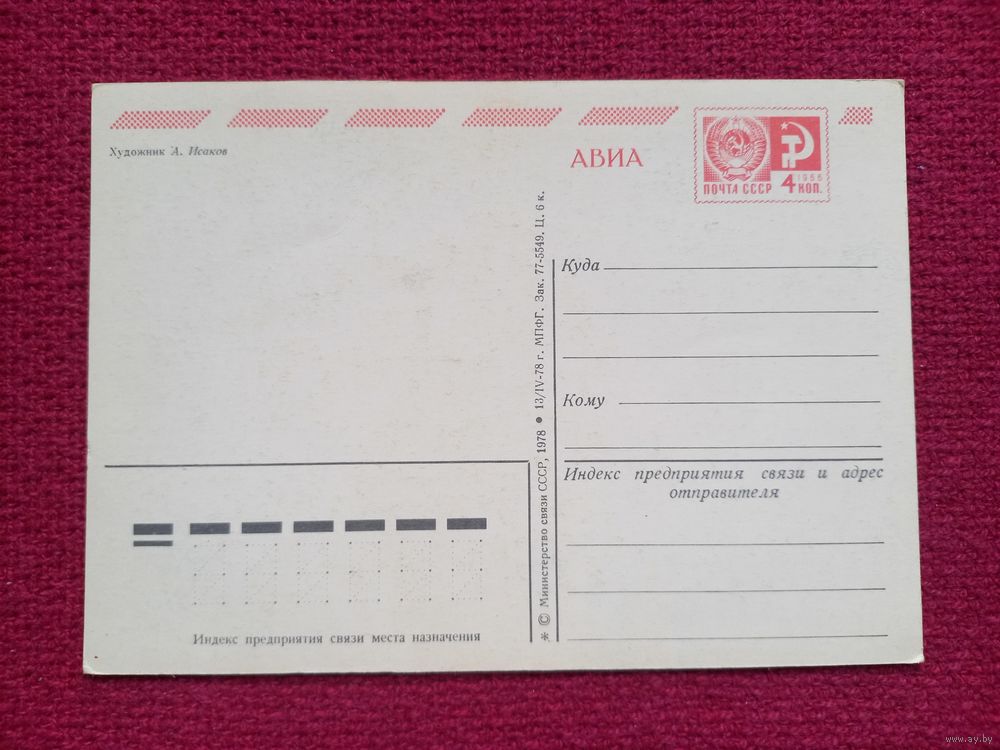 Художник А. Исаков
АВИА
ПОЧТА СССР
1966
4 КОП.
Куда
Кому
Индекс предприятия связи и адрес
отправителя
* © Министерство связи СССР, 1978 ● 13/IV-78 г. МПФГ. Зак. 77-5549. Ц. 6 к.
Индекс предприятия связи места назначения
www.ay.by